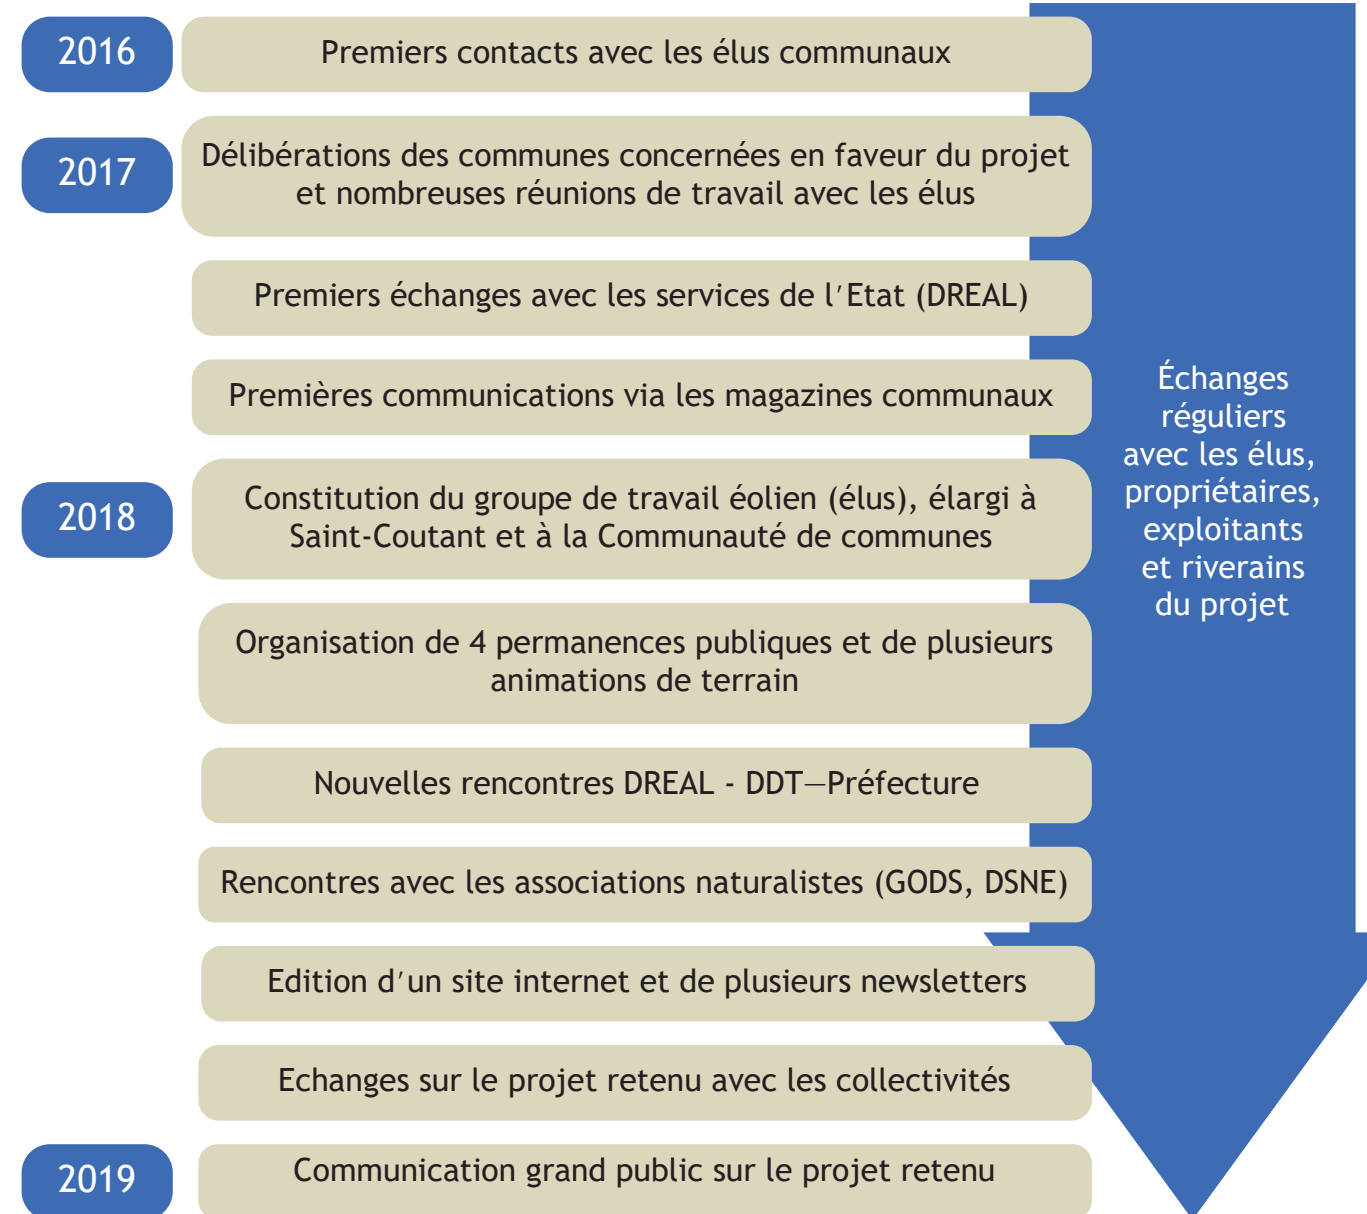 2016
Premiers contacts avec les élus communaux
2017
Délibérations des communes concernées en faveur du projet
et nombreuses réunions de travail avec les élus
Premiers échanges avec les services de l'Etat (DREAL)
Premières communications via les magazines communaux
2018
Constitution du groupe de travail éolien (élus), élargi à
Saint-Coutant et à la Communauté de communes
Organisation de 4 permanences publiques et de plusieurs
animations de terrain
Nouvelles rencontres DREAL - DDT—Préfecture
Rencontres avec les associations naturalistes (GODS, DSNE)
Edition d'un site internet et de plusieurs newsletters
Echanges sur le projet retenu avec les collectivités
2019
Communication grand public sur le projet retenu
Échanges
réguliers
avec les élus,
propriétaires,
exploitants
et riverains
du projet